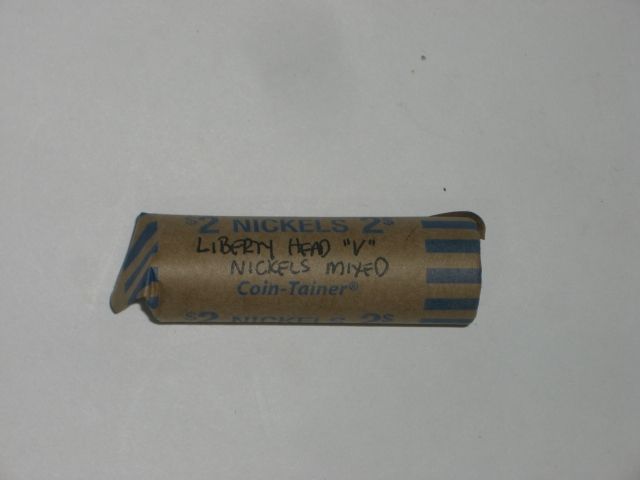 $2 NICKELS 2$
LIBERTY HEAD "V"
NICKELS MIXED
Coin-Tainer®
$2 NICKELS 2$